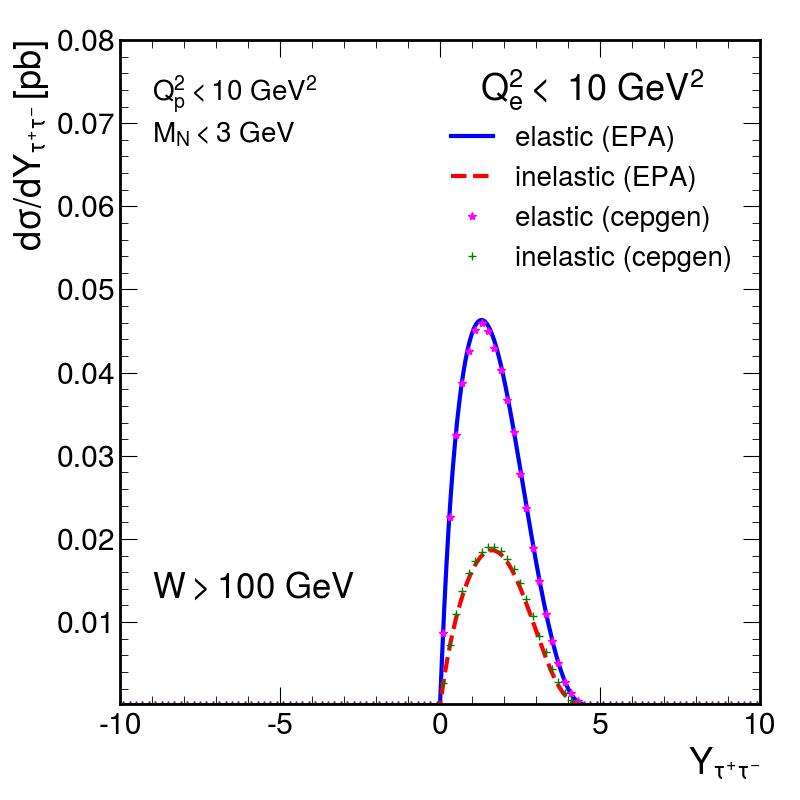 dσ/dY_τ⁺τ⁻ [pb]
0.08
0.07
0.06
0.05
0.04
0.03
0.02
0.01
Q²_p < 10 GeV²
M_N < 3 GeV
Q²_e < 10 GeV²
elastic (EPA)
inelastic (EPA)
elastic (cepgen)
inelastic (cepgen)
W > 100 GeV
-10 -5 0 5 10
Y_τ⁺τ⁻